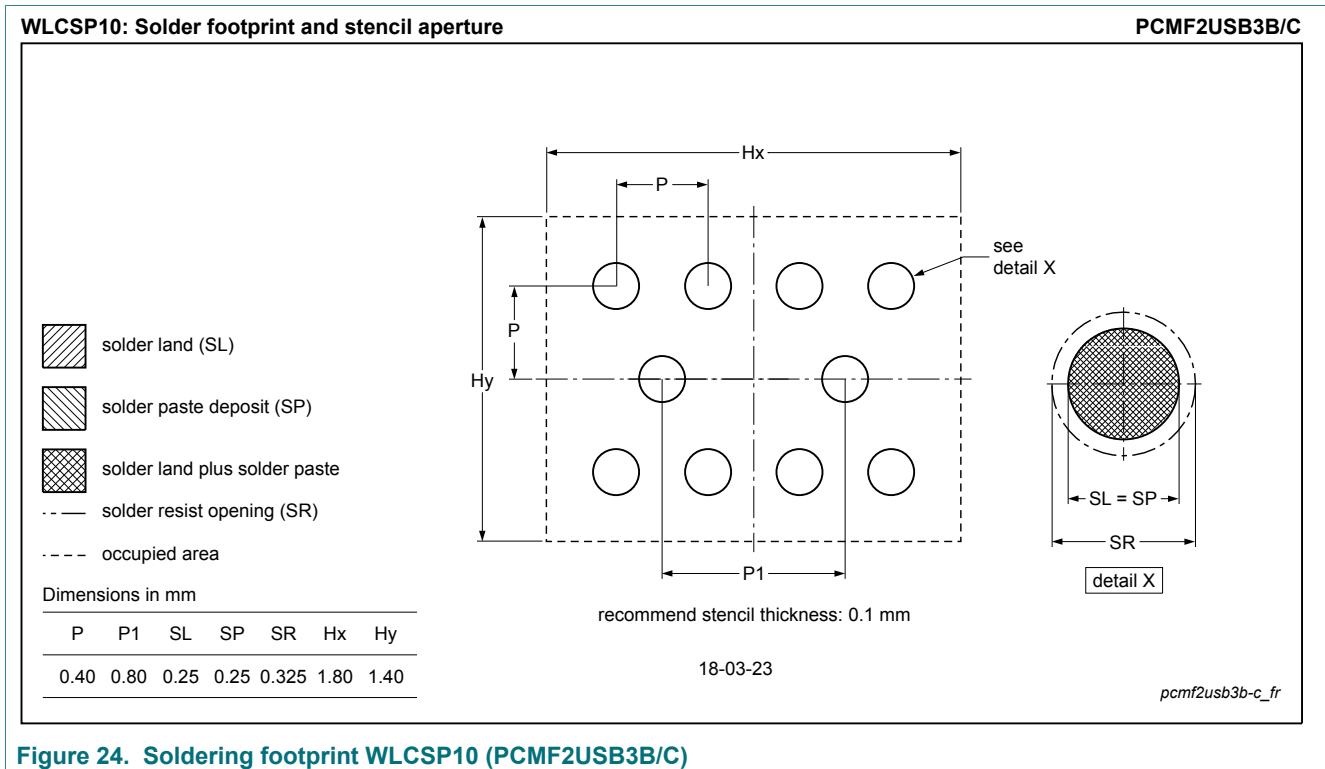 WLCSP10: Solder footprint and stencil aperture PCMF2USB3B/C
Hx
P
see
detail X
P
Hy
solder land (SL)
solder paste deposit (SP)
solder land plus solder paste
solder resist opening (SR)
occupied area
SL = SP
SR
P1
detail X
Dimensions in mm
P P1 SL SP SR Hx Hy
0.40 0.80 0.25 0.25 0.325 1.80 1.40
recommend stencil thickness: 0.1 mm
18-03-23
pcmf2usb3b-c_fr
Figure 24. Soldering footprint WLCSP10 (PCMF2USB3B/C)